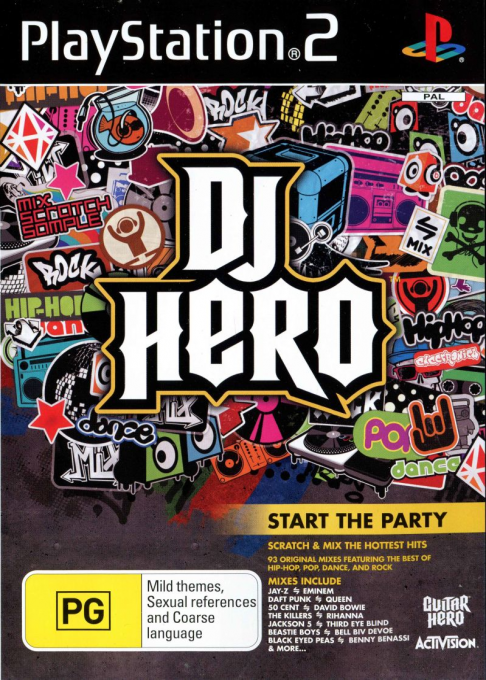 PlayStation®2
PAL
ROCK!
Hip-Hop
MIX
SCRATCH
SAMPLE
DJ
HERO
MIX
ROCK
HIP-HOP
HipHop
electronica
dance
MIX
POP
dance
START THE PARTY
SCRATCH & MIX THE HOTTEST HITS
93 ORIGINAL MIXES FEATURING THE BEST OF
HIP-HOP, POP, DANCE, AND ROCK
MIXES INCLUDE
JAY-Z ⇋ EMINEM
DAFT PUNK ⇋ QUEEN
50 CENT ⇋ DAVID BOWIE
THE KILLERS ⇋ RIHANNA
JACKSON 5 ⇋ THIRD EYE BLIND
BEASTIE BOYS ⇋ BELL BIV DEVOE
BLACK EYED PEAS ⇋ BENNY BENASSI
& MORE...
PG
Mild themes,
Sexual references
and Coarse
language
GUITAR
HERO
ACTIVISION